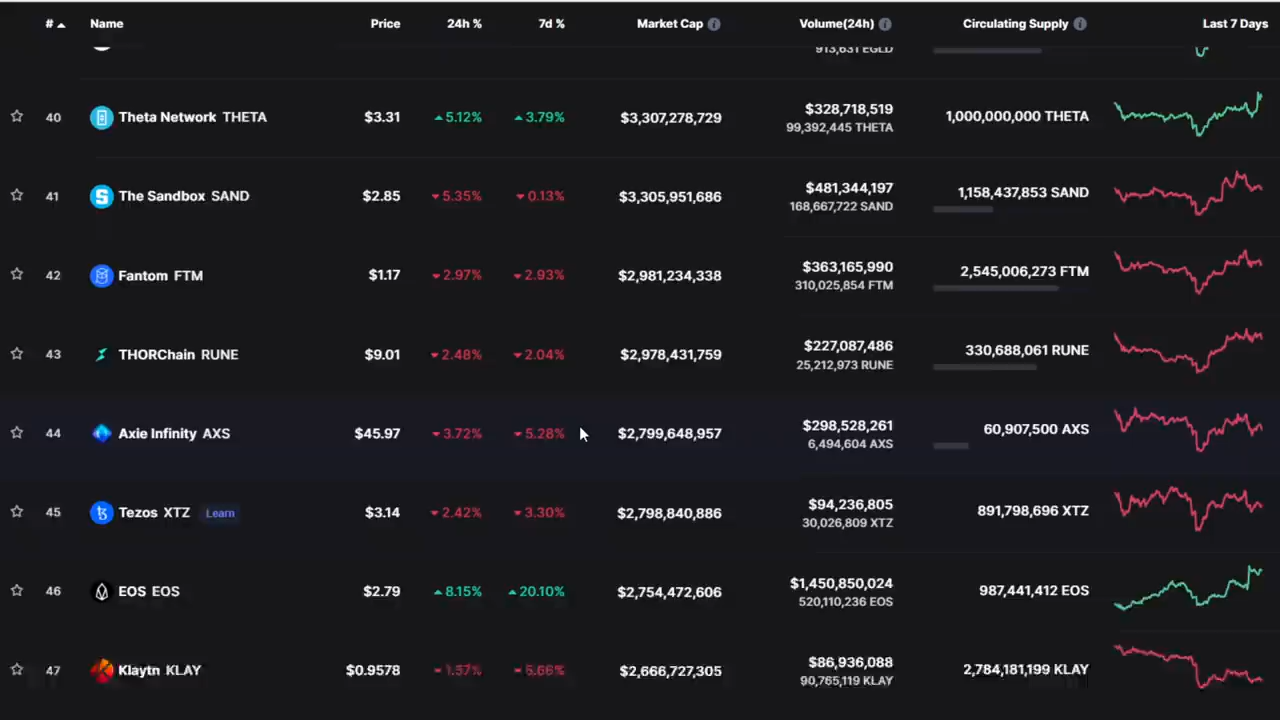 # Name Price 24h % 7d % Market Cap Volume(24h) Circulating Supply Last 7 Days
913,631 EGLD
40 Theta Network THETA $3.31 5.12% 3.79% $3,307,278,729 $328,718,519 1,000,000,000 THETA
99,392,445 THETA
41 The Sandbox SAND $2.85 5.35% 0.13% $3,305,951,686 $481,344,197 1,158,437,853 SAND
168,667,722 SAND
42 Fantom FTM $1.17 2.97% 2.93% $2,981,234,338 $363,165,990 2,545,006,273 FTM
310,025,854 FTM
43 THORChain RUNE $9.01 2.48% 2.04% $2,978,431,759 $227,087,486 330,688,061 RUNE
25,212,973 RUNE
44 Axie Infinity AXS $45.97 3.72% 5.28% $2,799,648,957 $298,528,261 60,907,500 AXS
6,494,604 AXS
45 Tezos XTZ Learn $3.14 2.42% 3.30% $2,798,840,886 $94,236,805 891,798,696 XTZ
30,026,809 XTZ
46 EOS EOS $2.79 8.15% 20.10% $2,754,472,606 $1,450,850,024 987,441,412 EOS
520,110,236 EOS
47 Klaytn KLAY $0.9578 1.57% 5.66% $2,666,727,305 $86,936,088 2,784,181,199 KLAY
90,765,119 KLAY